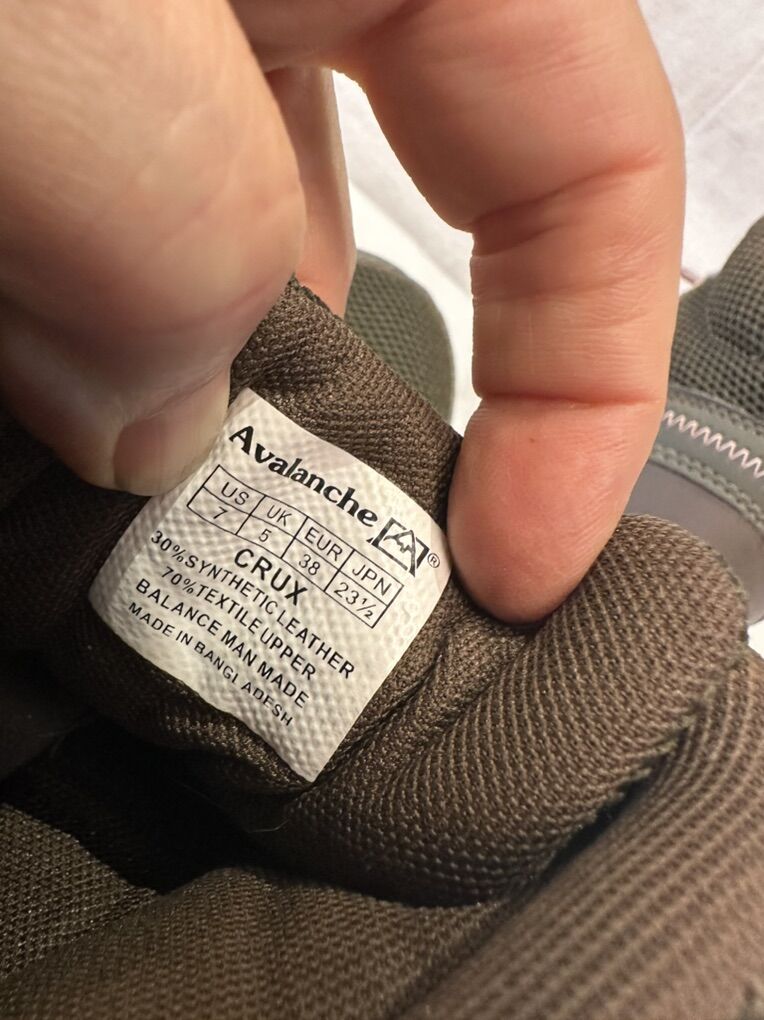 Avalanche ®
US UK EUR JPN
7 5 38 23½
CRUX
30%SYNTHETIC LEATHER
70%TEXTILE UPPER
BALANCE MAN MADE
MADE IN BANGLADESH